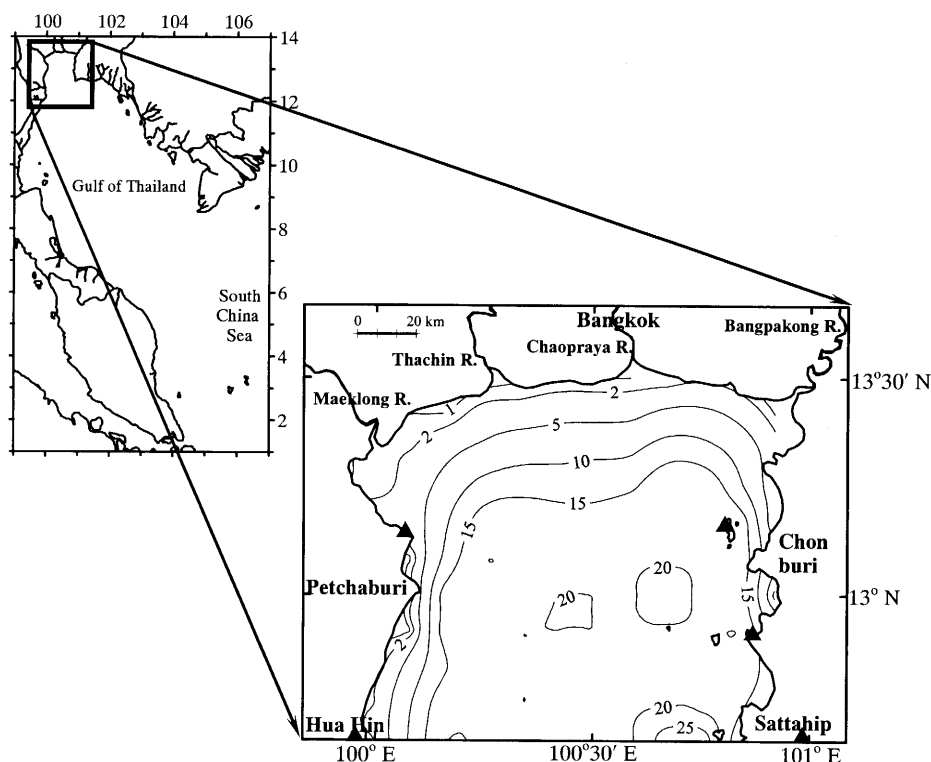 100 102 104 106
14
12
10
8
6
4
2
Gulf of Thailand
South
China
Sea
0 20 km
Bangkok
Bangpakong R.
Chaopraya R.
Thachin R.
Maeklong R.
13°30' N
1
2
2
5
10
15
15
Chon
buri
Petchaburi
20
20
15
13° N
2
Hua Hin
20
25
Sattahip
100° E
100°30' E
101° E